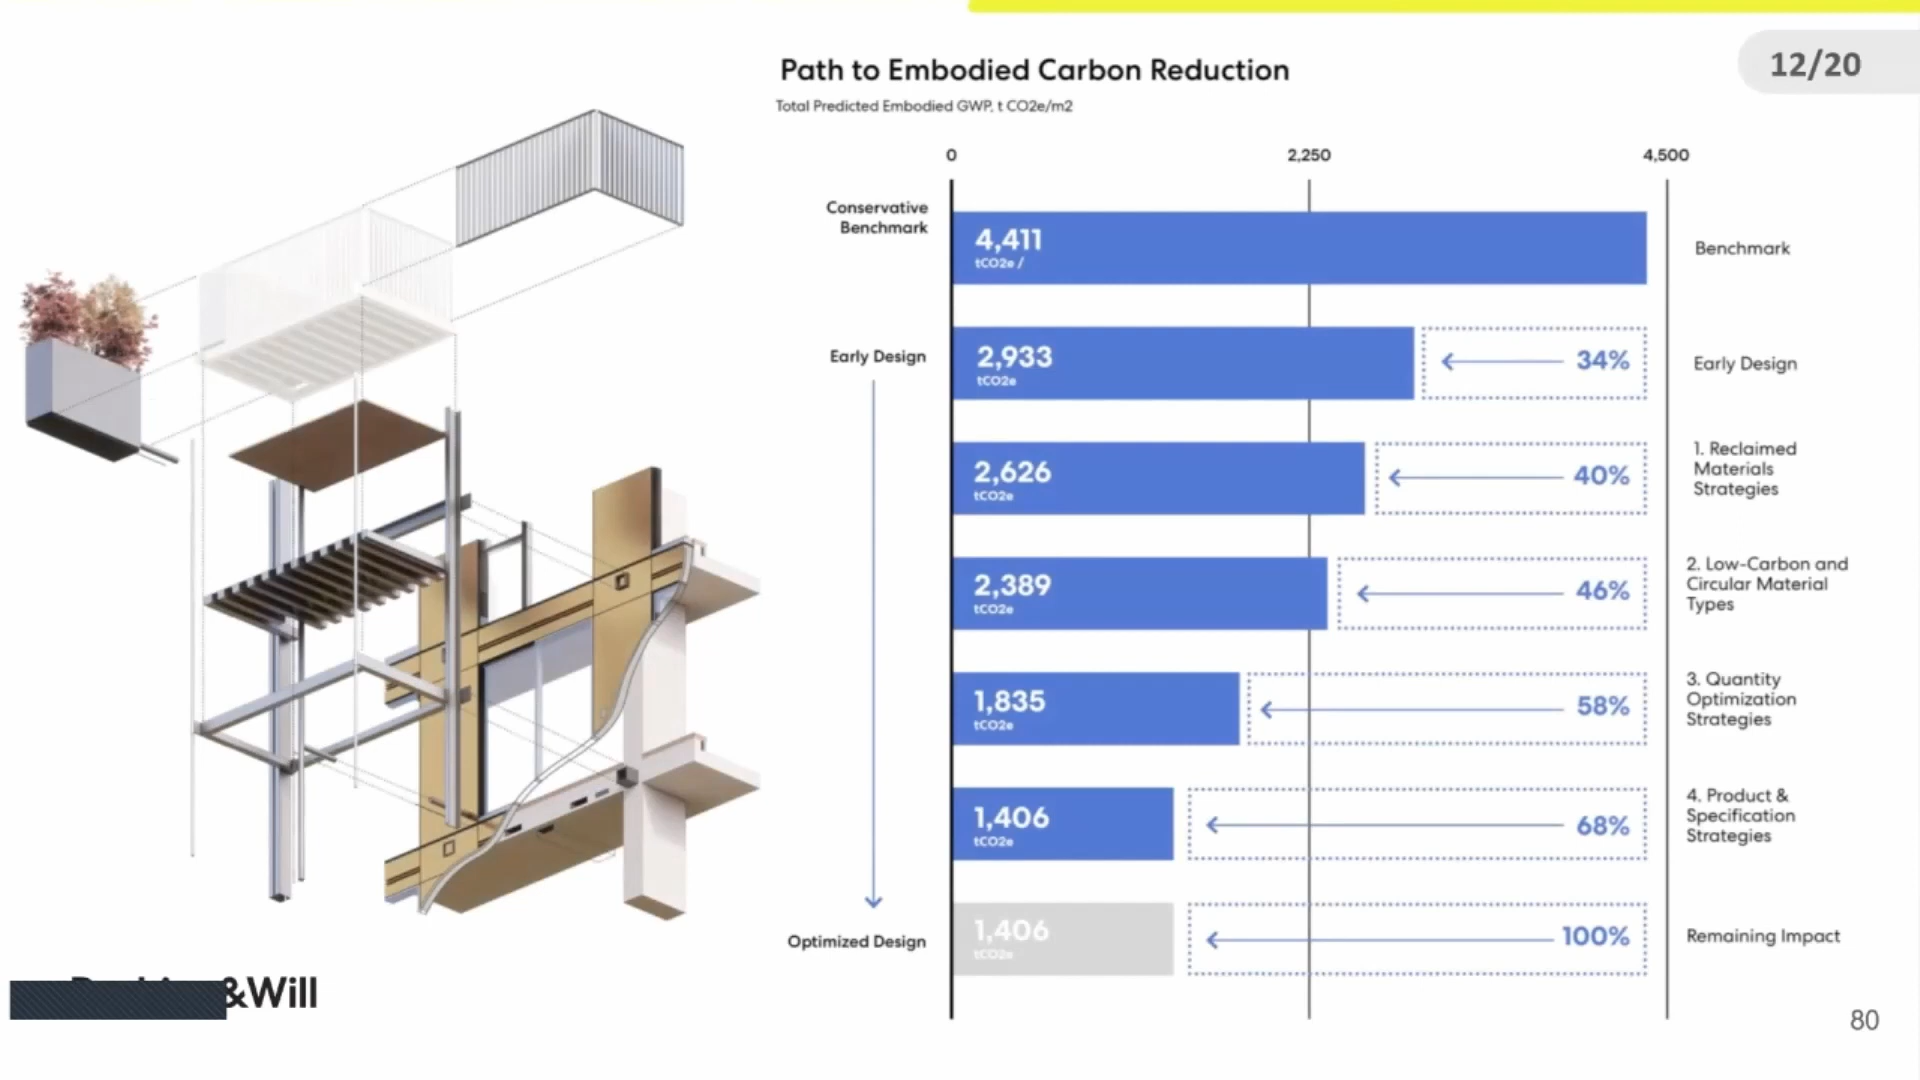 12/20
Path to Embodied Carbon Reduction
Total Predicted Embodied GWP, t CO2e/m2
0
2,250
4,500
Conservative
Benchmark
4,411
tCO2e /
Benchmark
Early Design
2,933
tCO2e
34%
Early Design
2,626
tCO2e
40%
1. Reclaimed
Materials
Strategies
2,389
tCO2e
46%
2. Low-Carbon and
Circular Material
Types
1,835
tCO2e
58%
3. Quantity
Optimization
Strategies
1,406
tCO2e
68%
4. Product &
Specification
Strategies
Optimized Design
1,406
tCO2e
100%
Remaining Impact
&Will
80